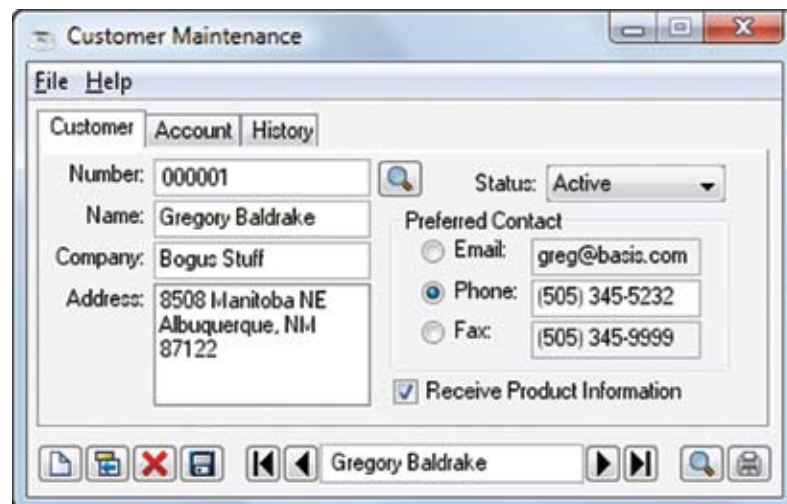 Customer Maintenance
File Help
Customer Account History
Number: 000001
Status: Active
Name: Gregory Baldrake
Preferred Contact
Company: Bogus Stuff
Email: greg@basis.com
Address: 8508 Manitoba NE
Albuquerque, NM
87122
Phone: (505) 345-5232
Fax: (505) 345-9999
Receive Product Information
Gregory Baldrake